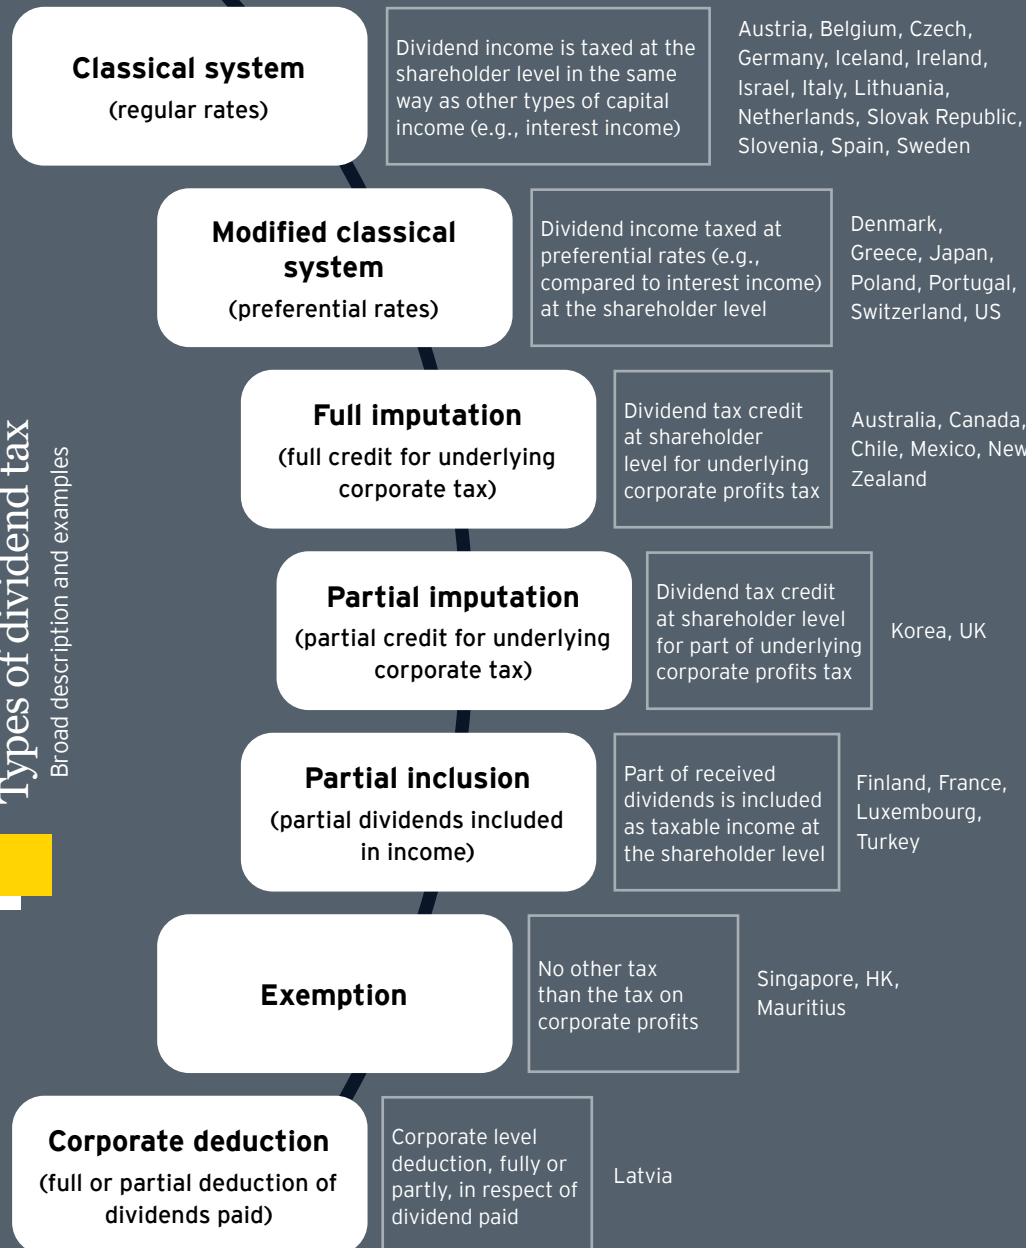 Types of dividend tax
Broad description and examples
Classical system
(regular rates)
Dividend income is taxed at the
shareholder level in the same
way as other types of capital
income (e.g., interest income)
Austria, Belgium, Czech,
Germany, Iceland, Ireland,
Israel, Italy, Lithuania,
Netherlands, Slovak Republic,
Slovenia, Spain, Sweden
Modified classical
system
(preferential rates)
Dividend income taxed at
preferential rates (e.g.,
compared to interest income)
at the shareholder level
Denmark,
Greece, Japan,
Poland, Portugal,
Switzerland, US
Full imputation
(full credit for underlying
corporate tax)
Dividend tax credit
at shareholder
level for underlying
corporate profits tax
Australia, Canada,
Chile, Mexico, New
Zealand
Partial imputation
(partial credit for underlying
corporate tax)
Dividend tax credit
at shareholder level
for part of underlying
corporate profits tax
Korea, UK
Partial inclusion
(partial dividends included
in income)
Part of received
dividends is included
as taxable income at
the shareholder level
Finland, France,
Luxembourg,
Turkey
Exemption
No other tax
than the tax on
corporate profits
Singapore, HK,
Mauritius
Corporate deduction
(full or partial deduction of
dividends paid)
Corporate level
deduction, fully or
partly, in respect of
dividend paid
Latvia